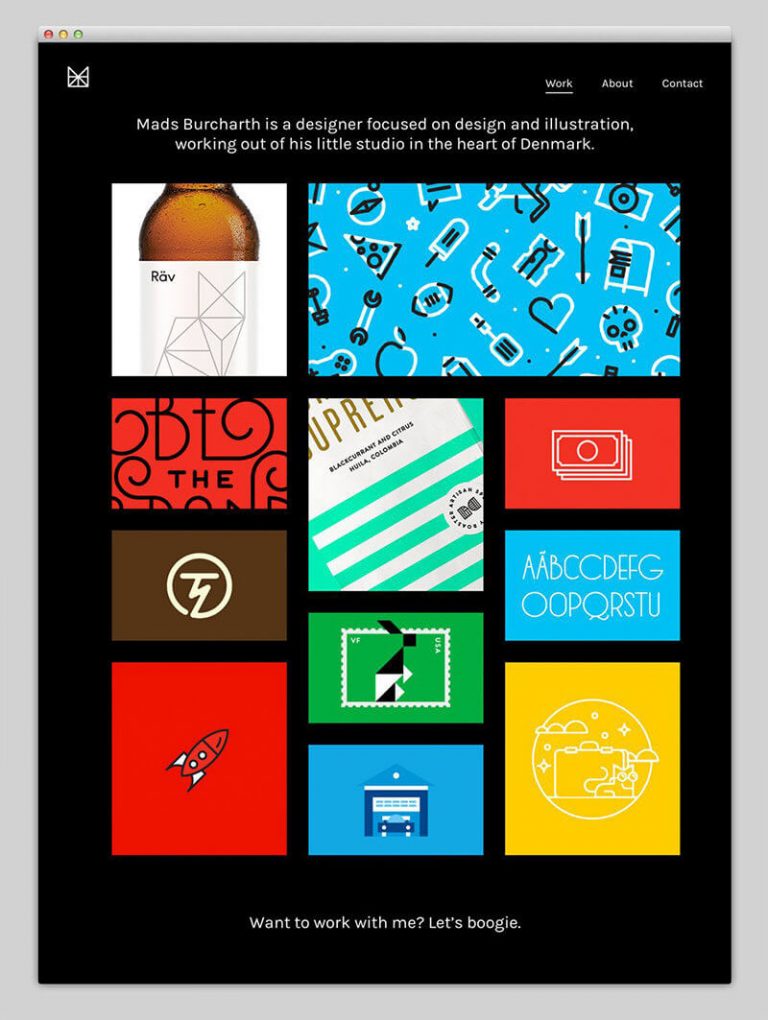 Work
About
Contact
Mads Burcharth is a designer focused on design and illustration,
working out of his little studio in the heart of Denmark.
Räv
THE
BLACKCURRANT AND CITRUS
HUILA, COLOMBIA
VF
USA
AÃBCCDEFG
OOPQRSTU
Want to work with me? Let's boogie.